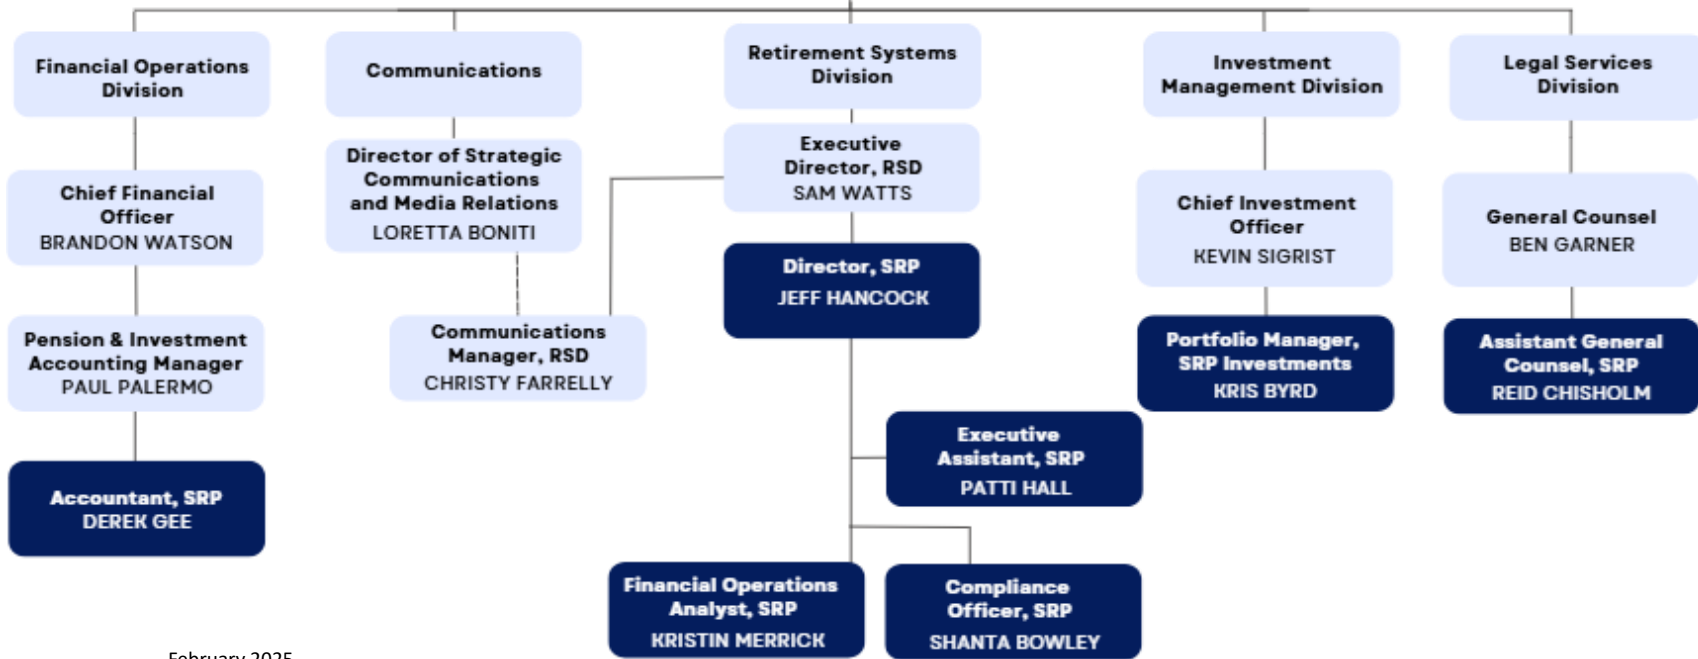 Financial Operations
Division
Communications
Retirement Systems
Division
Investment
Management Division
Legal Services
Division
Chief Financial
Officer
BRANDON WATSON
Director of Strategic
Communications
and Media Relations
LORETTA BONITI
Executive
Director, RSD
SAM WATTS
Chief Investment
Officer
KEVIN SIGRIST
General Counsel
BEN GARNER
Director, SRP
JEFF HANCOCK
Pension & Investment
Accounting Manager
PAUL PALERMO
Communications
Manager, RSD
CHRISTY FARRELLY
Portfolio Manager,
SRP Investments
KRIS BYRD
Assistant General
Counsel, SRP
REID CHISHOLM
Executive
Assistant, SRP
PATTI HALL
Accountant, SRP
DEREK GEE
Financial Operations
Analyst, SRP
KRISTIN MERRICK
Compliance
Officer, SRP
SHANTA BOWLEY
February 2025